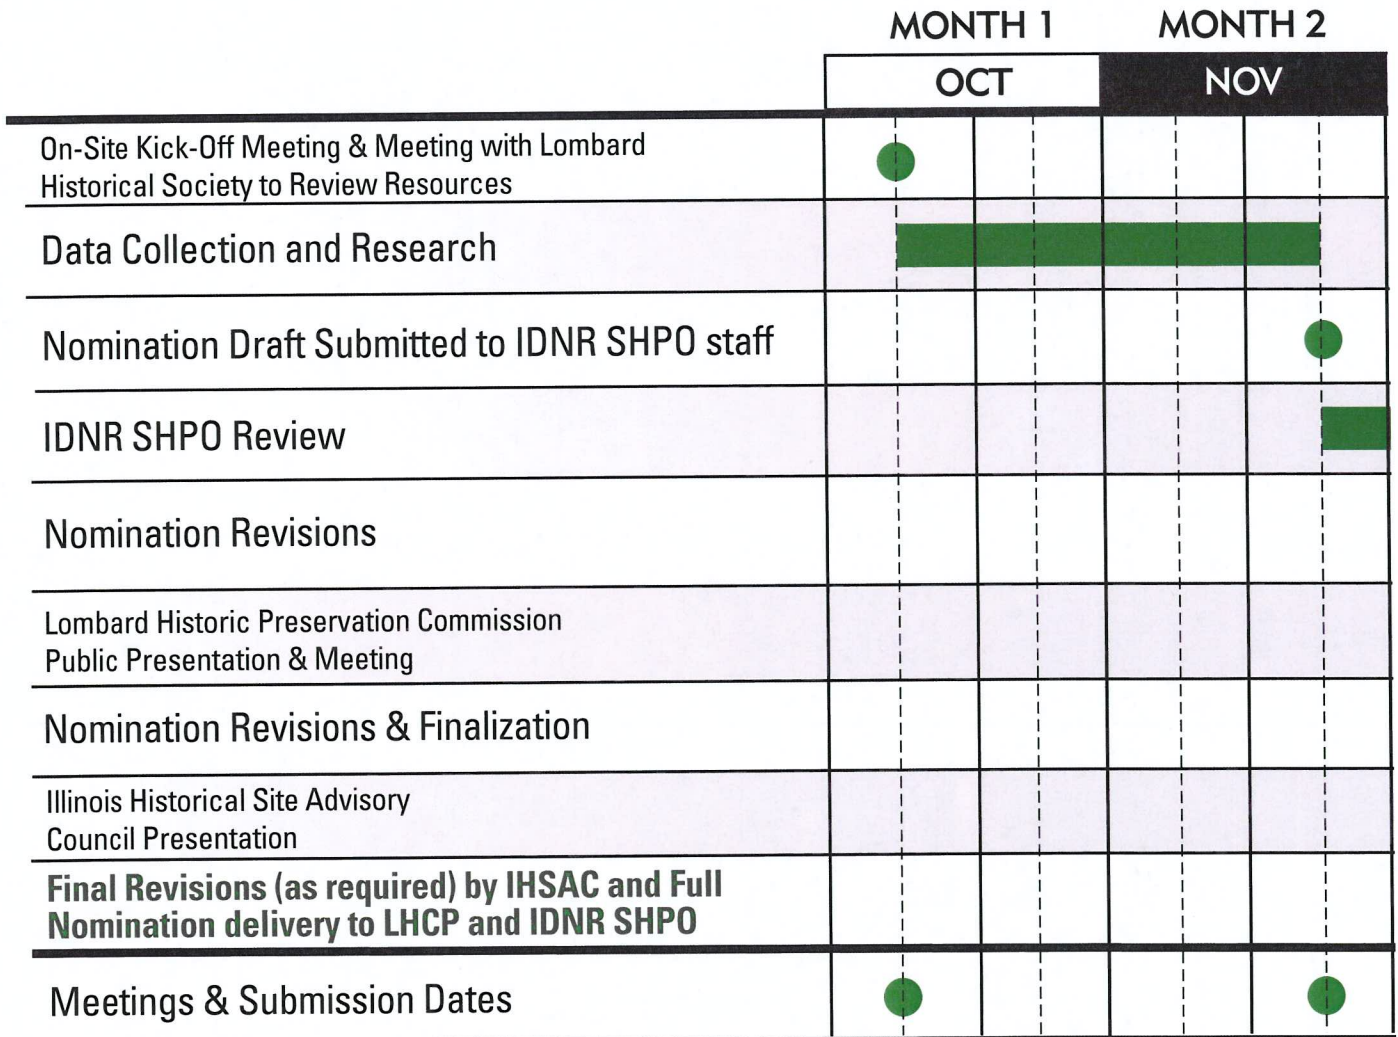 MONTH 1 MONTH 2
OCT NOV
On-Site Kick-Off Meeting & Meeting with Lombard
Historical Society to Review Resources
Data Collection and Research
Nomination Draft Submitted to IDNR SHPO staff
IDNR SHPO Review
Nomination Revisions
Lombard Historic Preservation Commission
Public Presentation & Meeting
Nomination Revisions & Finalization
Illinois Historical Site Advisory
Council Presentation
Final Revisions (as required) by IHSAC and Full
Nomination delivery to LHCP and IDNR SHPO
Meetings & Submission Dates